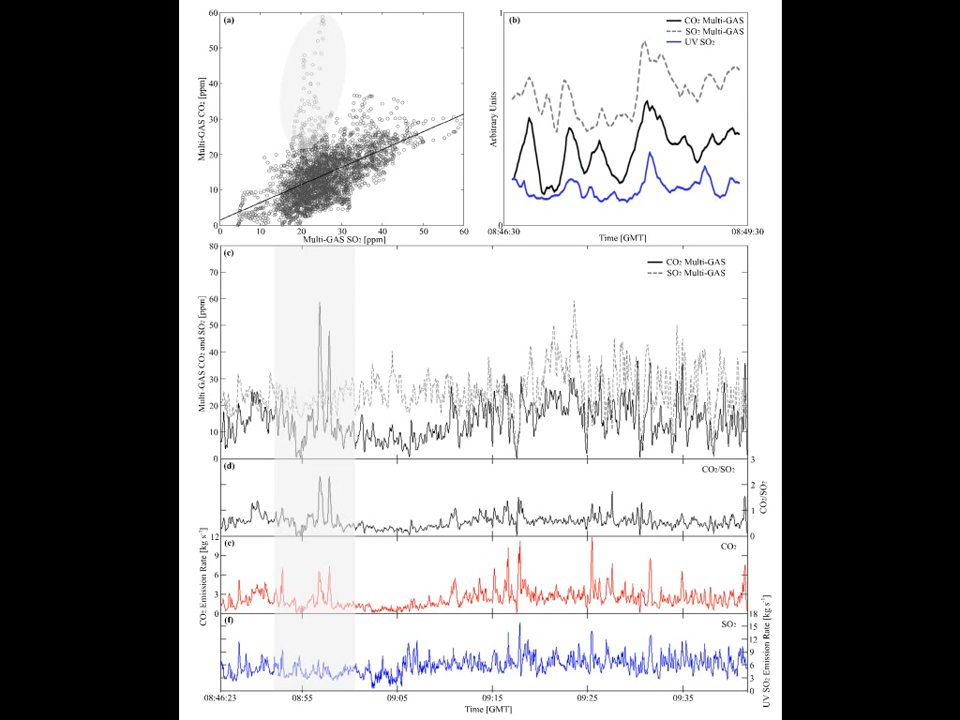 (a)
60
50
40
30
20
10
0
Multi-GAS CO2 [ppm]
0 10 20 30 40 50 60
Multi-GAS SO2 [ppm]
(b)
CO2 Multi-GAS
SO2 Multi-GAS
UV SO2
1
Arbitrary Units
0
08:46:30 08:49:30
Time [GMT]
(c)
CO2 Multi-GAS
SO2 Multi-GAS
80
70
60
50
40
30
20
10
0
Multi-GAS CO2 and SO2 [ppm]
(d)
CO2/SO2
3
2
1
0
CO2/SO2
(e)
CO2
12
9
6
3
0
CO2 Emission Rate [kg s-1]
(f)
SO2
18
15
12
9
6
3
0
UV SO2 Emission Rate [kg s-1]
08:46:23 08:55 09:05 09:15 09:25 09:35
Time [GMT]